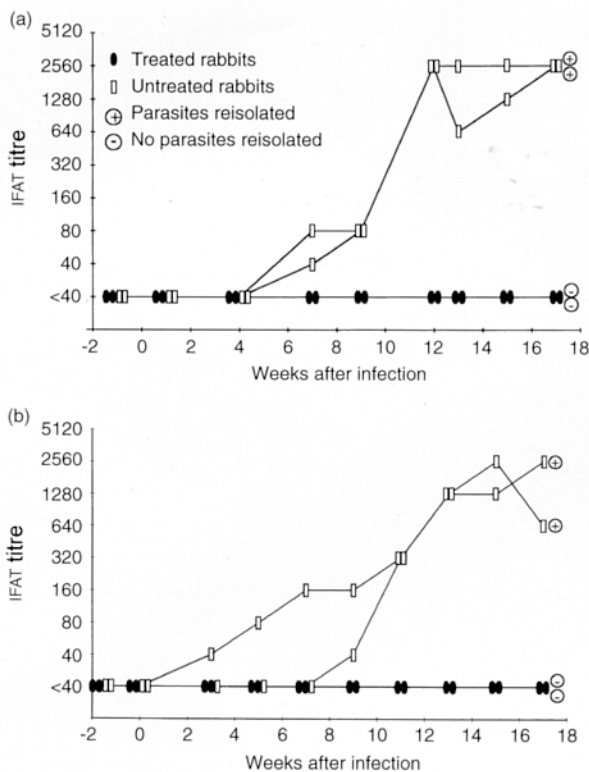 (a)
5120
2560
1280
640
320
160
80
40
<40
IFAT titre
Treated rabbits
Untreated rabbits
+ Parasites reisolated
- No parasites reisolated
+
+
-
-
-2 0 2 4 6 8 10 12 14 16 18
Weeks after infection
(b)
5120
2560
1280
640
320
160
80
40
<40
IFAT titre
+
+
-
-
-2 0 2 4 6 8 10 12 14 16 18
Weeks after infection